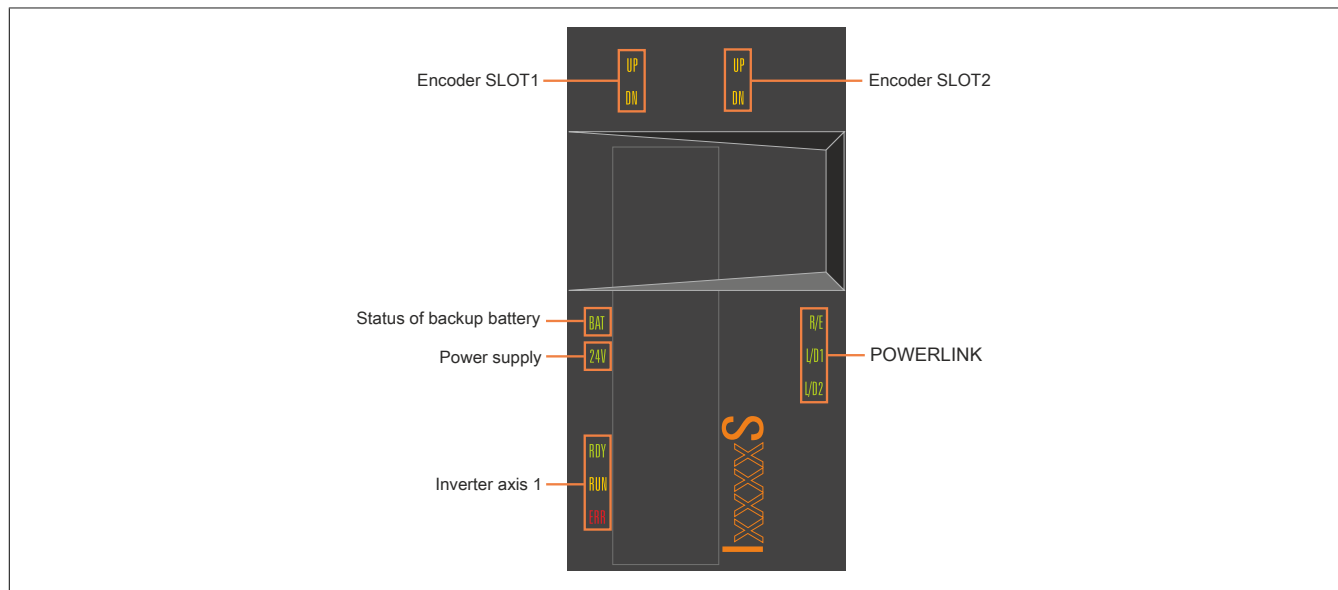 Encoder SLOT1
UP
DN
UP
DN
Encoder SLOT2
Status of backup battery
BAT
Power supply
24V
R/E
L/D1
L/D2
POWERLINK
Inverter axis 1
RDY
RUN
ERR
SxxxxI